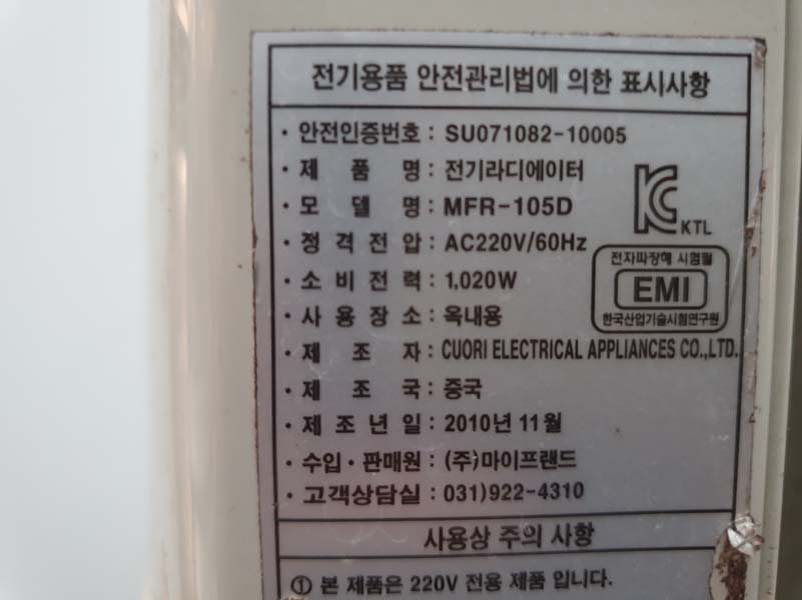 전기용품 안전관리법에 의한 표시사항
· 안전인증번호 : SU071082-10005
· 제 품 명 : 전기라디에이터
· 모 델 명 : MFR-105D
KTL
· 정 격 전 압 : AC220V/60Hz
전자파장해 시험필
· 소 비 전 력 : 1,020W
EMI
· 사 용 장 소 : 옥내용
한국산업기술시험연구원
· 제 조 자 : CUORI ELECTRICAL APPLIANCES CO.,LTD.
· 제 조 국 : 중국
· 제 조 년 일 : 2010년 11월
· 수입 · 판매원 : (주)마이프랜드
· 고객상담실 : 031)922-4310
사용상 주의 사항
① 본 제품은 220V 전용 제품 입니다.